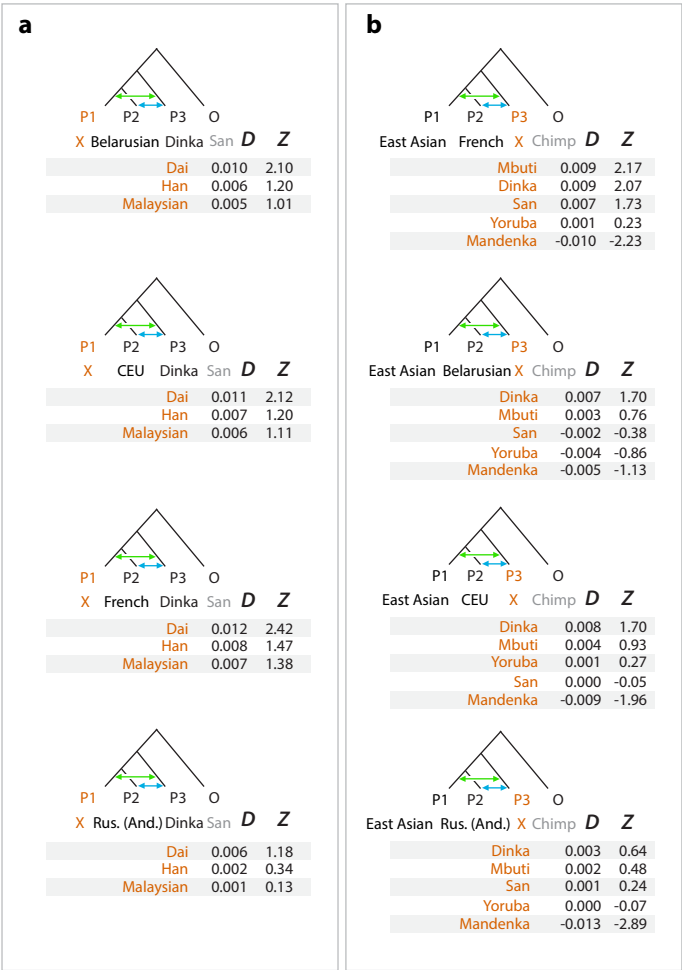 a
P1 P2 P3 O
X Belarusian Dinka San D Z
Dai 0.010 2.10
Han 0.006 1.20
Malaysian 0.005 1.01
P1 P2 P3 O
X CEU Dinka San D Z
Dai 0.011 2.12
Han 0.007 1.20
Malaysian 0.006 1.11
P1 P2 P3 O
X French Dinka San D Z
Dai 0.012 2.42
Han 0.008 1.47
Malaysian 0.007 1.38
P1 P2 P3 O
X Rus. (And.) Dinka San D Z
Dai 0.006 1.18
Han 0.002 0.34
Malaysian 0.001 0.13
b
P1 P2 P3 O
East Asian French X Chimp D Z
Mbuti 0.009 2.17
Dinka 0.009 2.07
San 0.007 1.73
Yoruba 0.001 0.23
Mandenka -0.010 -2.23
P1 P2 P3 O
East Asian Belarusian X Chimp D Z
Dinka 0.007 1.70
Mbuti 0.003 0.76
San -0.002 -0.38
Yoruba -0.004 -0.86
Mandenka -0.005 -1.13
P1 P2 P3 O
East Asian CEU X Chimp D Z
Dinka 0.008 1.70
Mbuti 0.004 0.93
Yoruba 0.001 0.27
San 0.000 -0.05
Mandenka -0.009 -1.96
P1 P2 P3 O
East Asian Rus. (And.) X Chimp D Z
Dinka 0.003 0.64
Mbuti 0.002 0.48
San 0.001 0.24
Yoruba 0.000 -0.07
Mandenka -0.013 -2.89